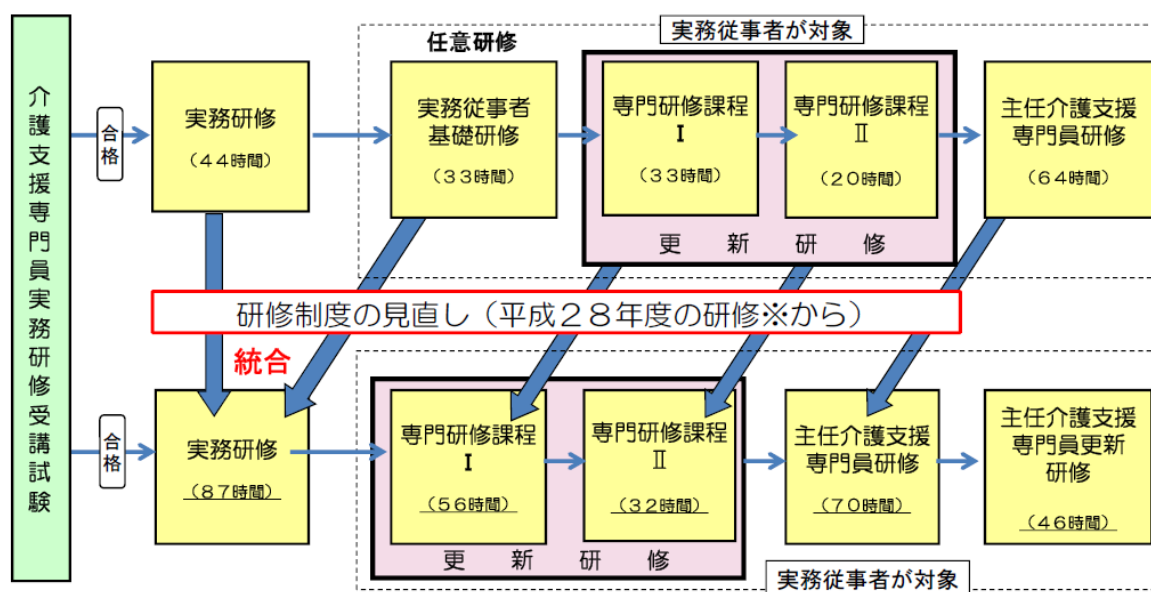 介護支援専門員実務研修受講試験
実務従事者が対象
任意研修
合格
実務研修
(44時間)
実務従事者
基礎研修
(33時間)
専門研修課程
Ⅰ
(33時間)
専門研修課程
Ⅱ
(20時間)
主任介護支援
専門員研修
(64時間)
更新研修
研修制度の見直し(平成28年度の研修※から)
統合
合格
実務研修
(87時間)
専門研修課程
Ⅰ
(56時間)
専門研修課程
Ⅱ
(32時間)
主任介護支援
専門員研修
(70時間)
主任介護支援
専門員更新
研修
(46時間)
更新研修
実務従事者が対象